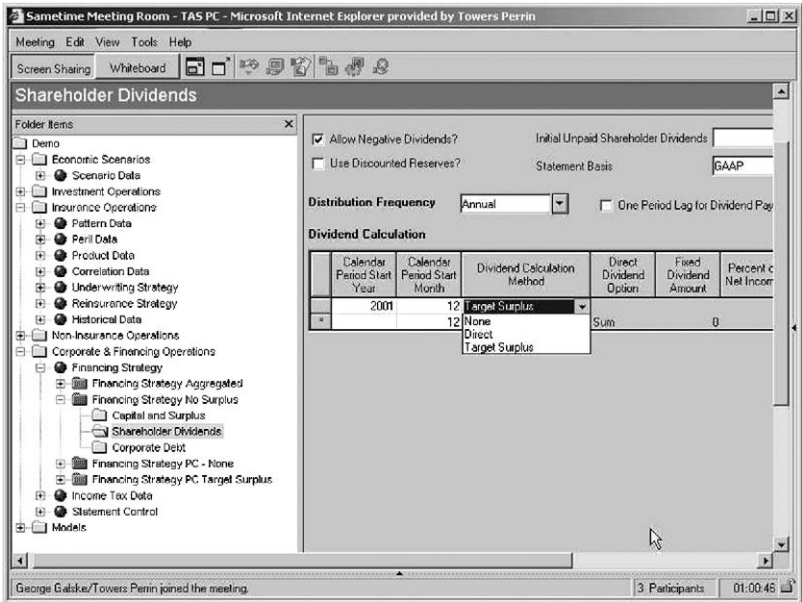 Sametime Meeting Room - TAS PC - Microsoft Internet Explorer provided by Towers Perrin
Meeting Edit View Tools Help
Screen Sharing Whiteboard
Shareholder Dividends
Folder Items
Demo
Economic Scenarios
Scenario Data
Investment Operations
Insurance Operations
Pattern Data
Peril Data
Product Data
Correlation Data
Underwriting Strategy
Reinsurance Strategy
Historical Data
Non-Insurance Operations
Corporate & Financing Operations
Financing Strategy
Financing Strategy Aggregated
Financing Strategy No Surplus
Capital and Surplus
Shareholder Dividends
Corporate Debt
Financing Strategy PC - None
Financing Strategy PC Target Surplus
Income Tax Data
Statement Control
Models
Allow Negative Dividends? Initial Unpaid Shareholder Dividends
Use Discounted Reserves? Statement Basis GAAP
Distribution Frequency Annual One Period Lag for Dividend Pay
Dividend Calculation
Calendar Period Start Year Calendar Period Start Month Dividend Calculation Method Direct Dividend Option Fixed Dividend Amount Percent o Net Incom
2001 12 Target Surplus
* 12 None Sum 0
Direct
Target Surplus
George Galske/Towers Perrin joined the meeting. 3 Participants 01:00:46